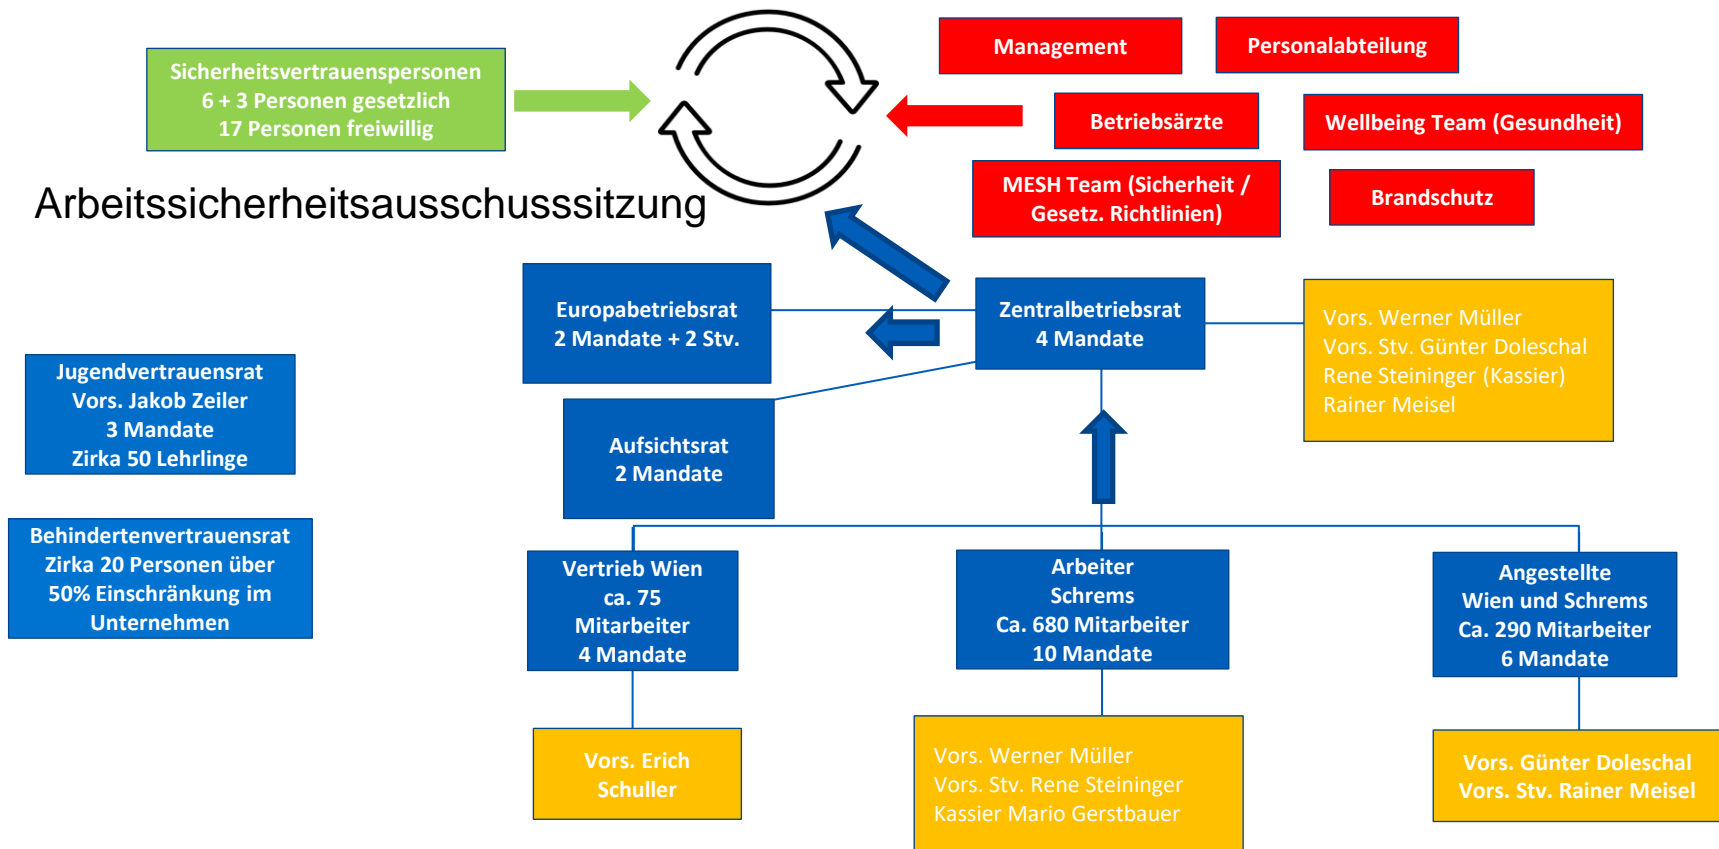 Sicherheitsvertrauenspersonen
6 + 3 Personen gesetzlich
17 Personen freiwillig
Management
Personalabteilung
Betriebsärzte
Wellbeing Team (Gesundheit)
MESH Team (Sicherheit /
Gesetz. Richtlinien)
Brandschutz
Arbeitssicherheitsausschusssitzung
Europabetriebsrat
2 Mandate + 2 Stv.
Zentralbetriebsrat
4 Mandate
Vors. Werner Müller
Vors. Stv. Günter Doleschal
Rene Steininger (Kassier)
Rainer Meisel
Jugendvertrauensrat
Vors. Jakob Zeiler
3 Mandate
Zirka 50 Lehrlinge
Aufsichtsrat
2 Mandate
Behindertenvertrauensrat
Zirka 20 Personen über
50% Einschränkung im
Unternehmen
Vertrieb Wien
ca. 75
Mitarbeiter
4 Mandate
Arbeiter
Schrems
Ca. 680 Mitarbeiter
10 Mandate
Angestellte
Wien und Schrems
Ca. 290 Mitarbeiter
6 Mandate
Vors. Erich
Schuller
Vors. Werner Müller
Vors. Stv. Rene Steininger
Kassier Mario Gerstbauer
Vors. Günter Doleschal
Vors. Stv. Rainer Meisel